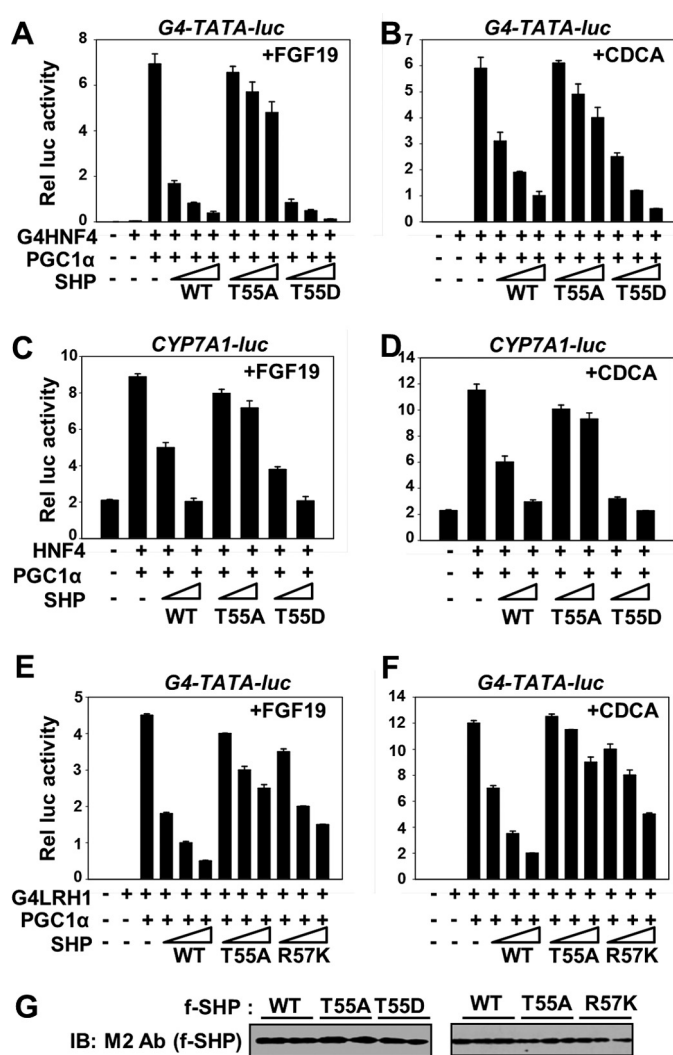 A
G4-TATA-luc
+FGF19
Rel luc activity
8
6
4
2
0
G4HNF4 - + + + + + + + + + + +
PGC1α - - + + + + + + + + + +
SHP - - -
WT T55A T55D
B
G4-TATA-luc
+CDCA
6
5
4
3
2
1
0
- + + + + + + + + + + +
- - + + + + + + + + + +
- - -
WT T55A T55D
C
CYP7A1-luc
+FGF19
Rel luc activity
10
8
6
4
2
0
HNF4 - + + + + + + +
PGC1α - + + + + + + +
SHP - -
WT T55A T55D
D
CYP7A1-luc
+CDCA
14
12
10
8
6
4
2
0
- + + + + + + +
- + + + + + + +
- -
WT T55A T55D
E
G4-TATA-luc
+FGF19
Rel luc activity
5
4
3
2
1
0
G4LRH1 - + + + + + + + + + + +
PGC1α - - + + + + + + + + + +
SHP - - -
WT T55A R57K
F
G4-TATA-luc
+CDCA
14
12
10
8
6
4
2
0
- + + + + + + + + + + +
- - + + + + + + + + + +
- - -
WT T55A R57K
G
f-SHP : WT T55A T55D WT T55A R57K
IB: M2 Ab (f-SHP)